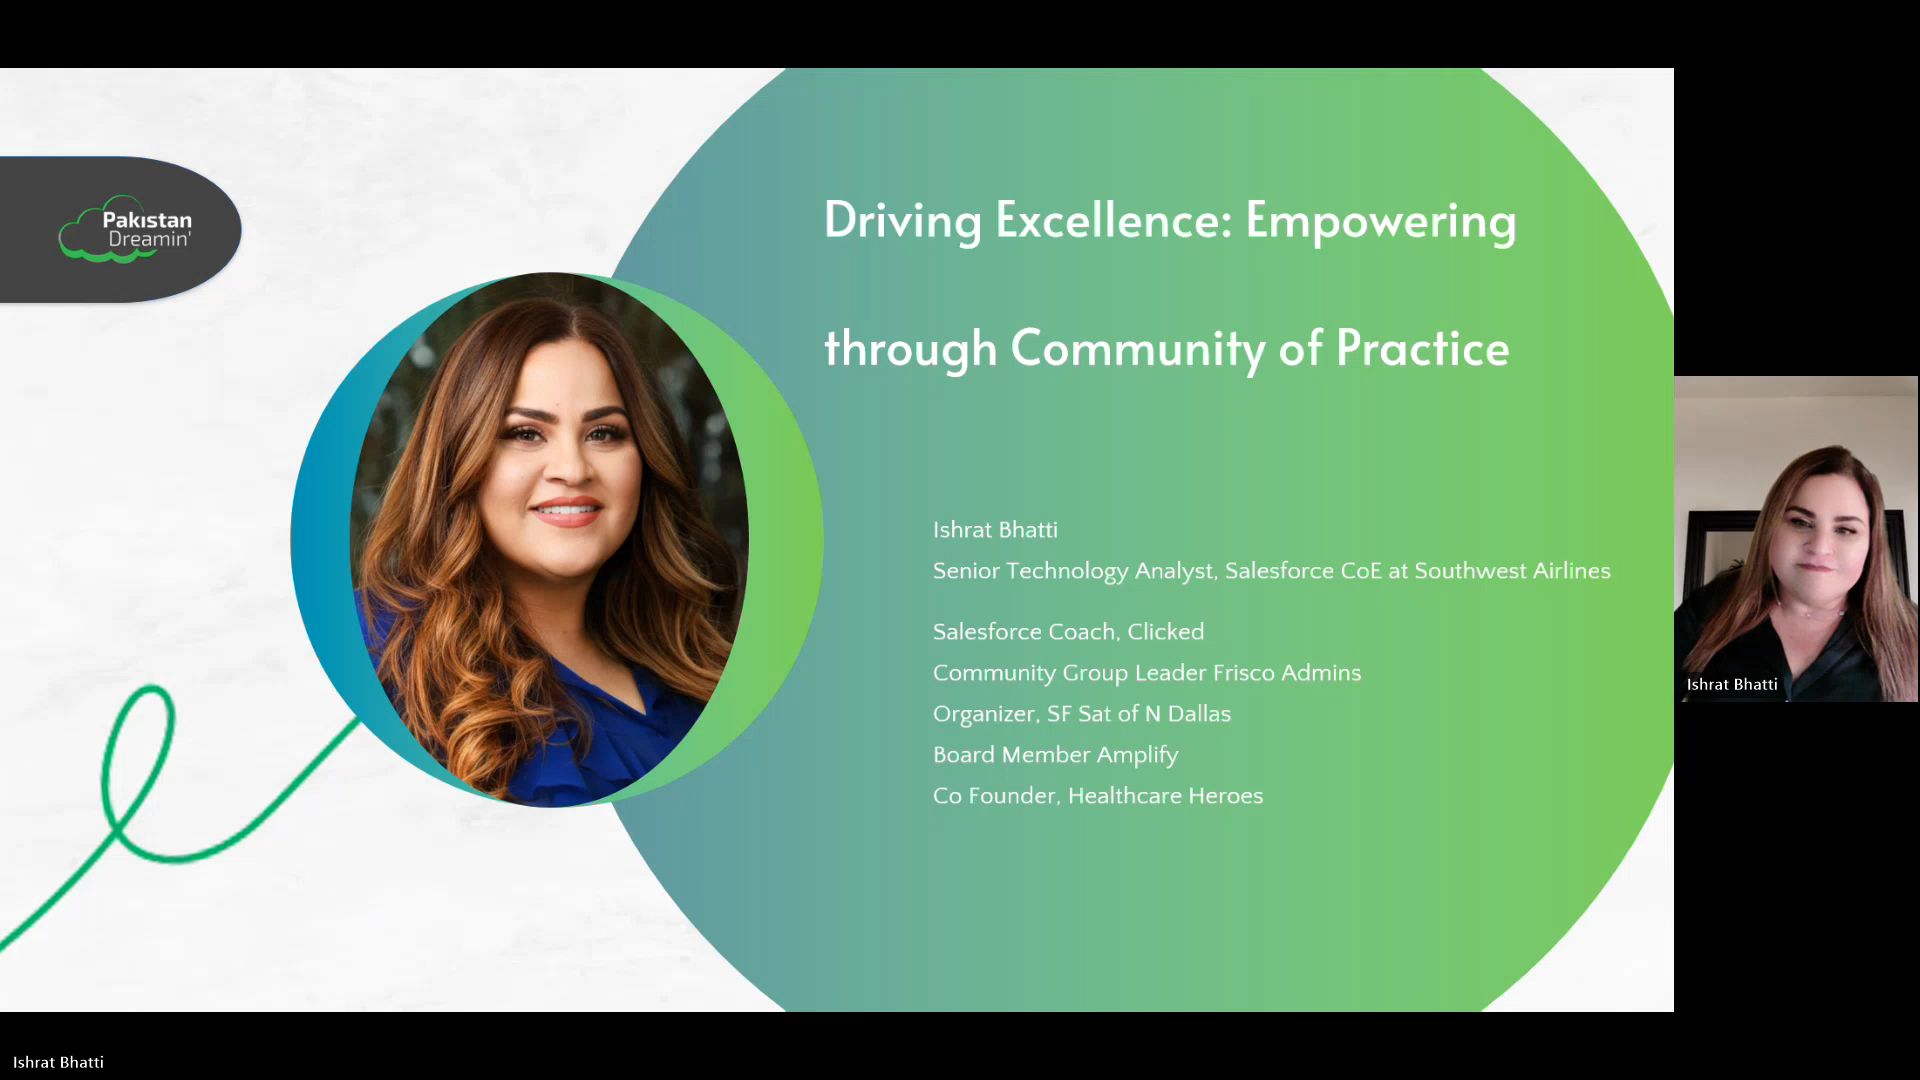 Pakistan
Dreamin'
Driving Excellence: Empowering
through Community of Practice
Ishrat Bhatti
Senior Technology Analyst, Salesforce CoE at Southwest Airlines
Salesforce Coach, Clicked
Community Group Leader Frisco Admins
Organizer, SF Sat of N Dallas
Board Member Amplify
Co Founder, Healthcare Heroes
Ishrat Bhatti
Ishrat Bhatti